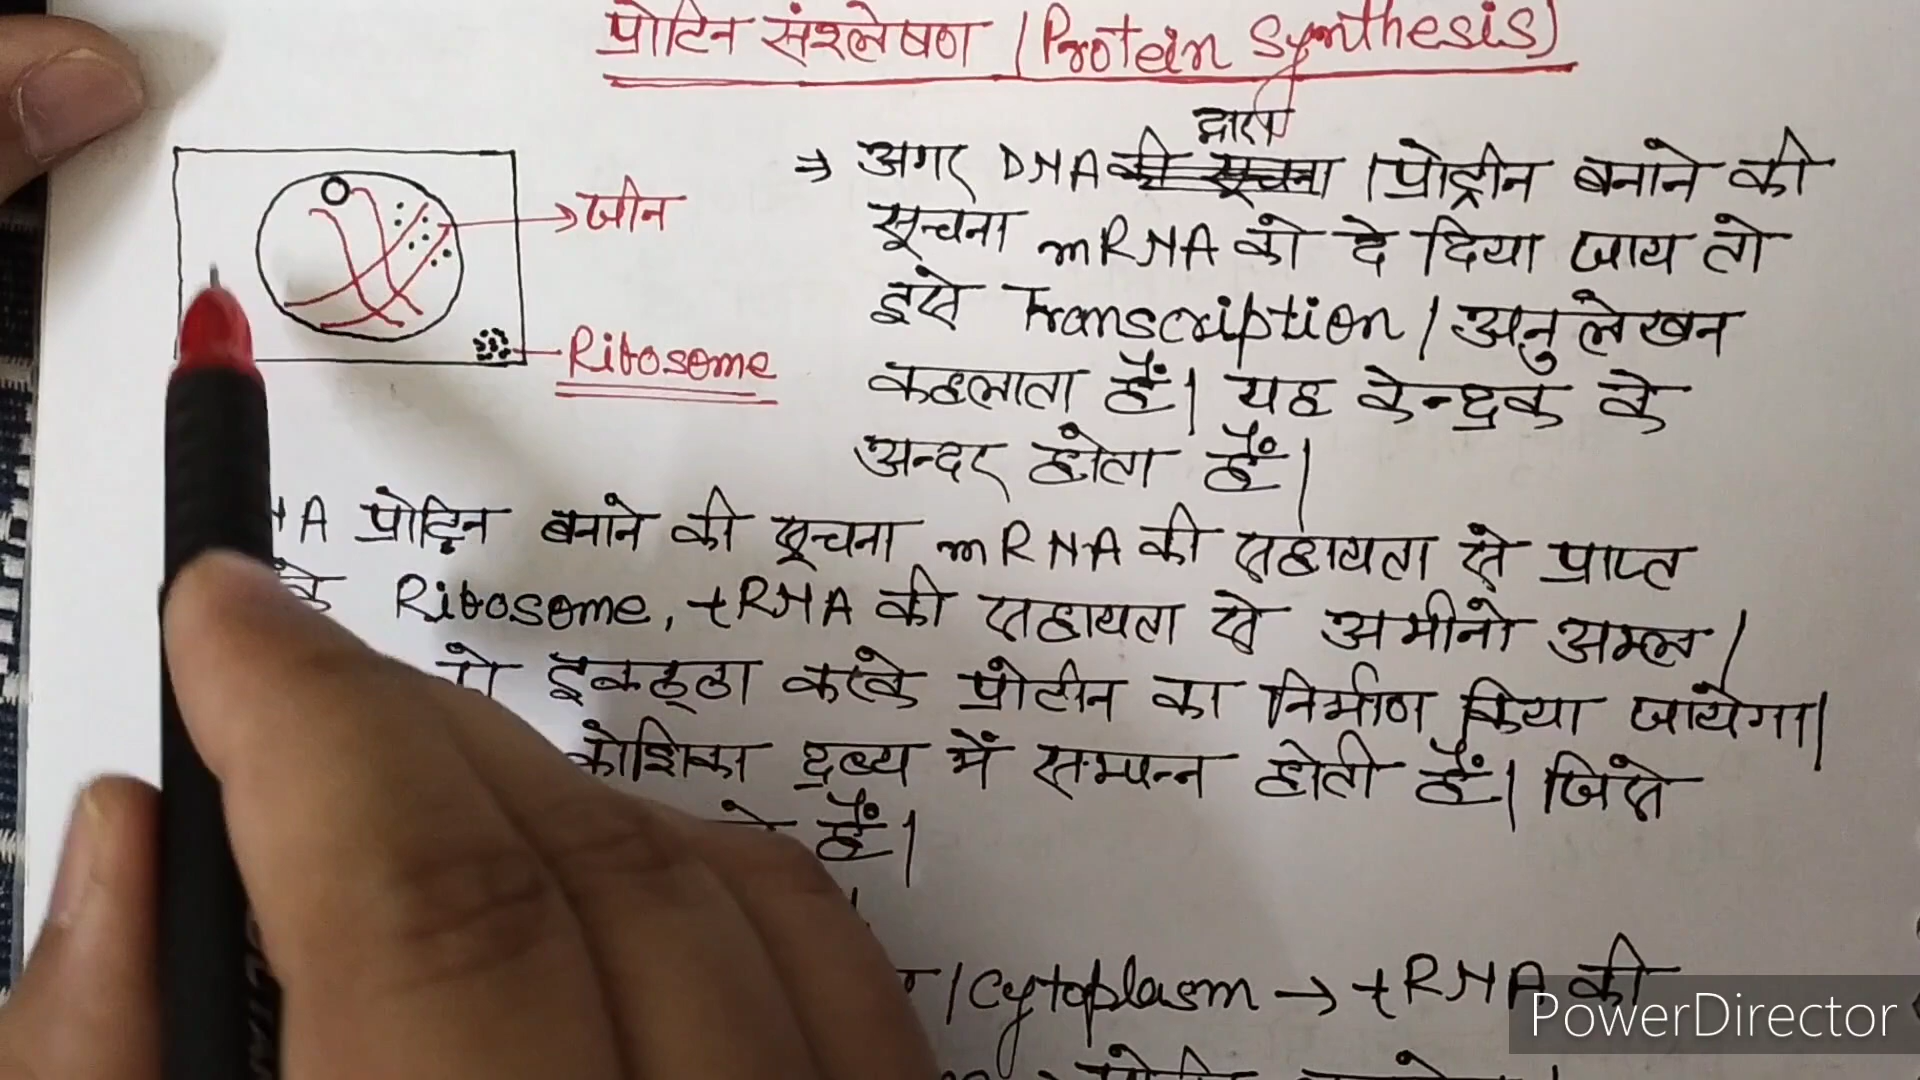 प्रोटिन संश्लेषण (Protein Synthesis)
द्वारा
→ अगर DNA की सूचना प्रोट्रीन बनाने की
सूचना mRNA को दे दिया जाय तो
जीन
इसे Transcription / अनुलेखन
Ribosome
कहलाता हैं। यह केन्द्रक के
अन्दर होता हैं।
A प्रोट्रिन बनाने की सूचना mRNA की सहायता से प्राप्त
Ribosome, tRNA की सहायता से अमीनो अम्ल
इकठ्ठा करके प्रोटीन का निर्माण किया जायेगा।
कोशिका द्रव्य में सम्पन्न होती हैं। जिसे
हैं।
/ Cytoplasm → tRNA की
PowerDirector